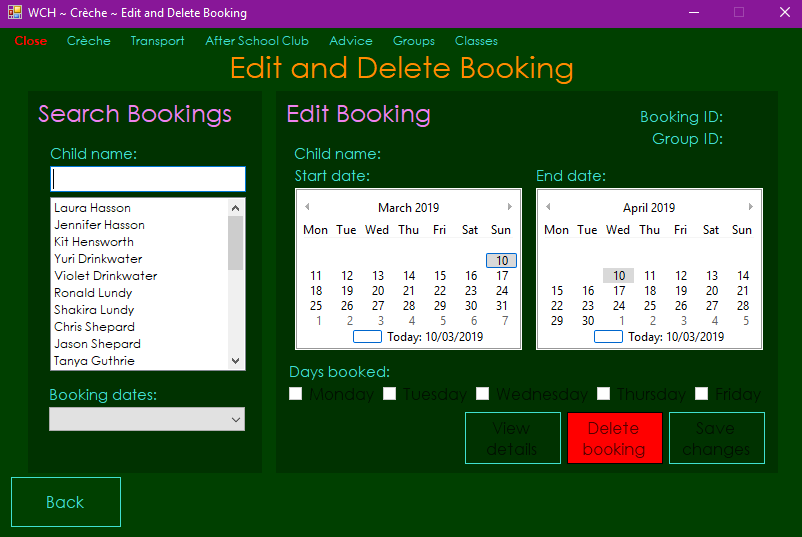 WCH ~ Crèche ~ Edit and Delete Booking
Close Crèche Transport After School Club Advice Groups Classes
Edit and Delete Booking
Search Bookings
Child name:
Laura Hasson
Jennifer Hasson
Kit Hensworth
Yuri Drinkwater
Violet Drinkwater
Ronald Lundy
Shakira Lundy
Chris Shepard
Jason Shepard
Tanya Guthrie
Booking dates:
Edit Booking
Booking ID:
Group ID:
Child name:
Start date:
March 2019
Mon Tue Wed Thu Fri Sat Sun
10
11 12 13 14 15 16 17
18 19 20 21 22 23 24
25 26 27 28 29 30 31
1 2 3 4 5 6 7
Today: 10/03/2019
End date:
April 2019
Mon Tue Wed Thu Fri Sat Sun
10 11 12 13 14
15 16 17 18 19 20 21
22 23 24 25 26 27 28
29 30 1 2 3 4 5
Today: 10/03/2019
Days booked:
Monday Tuesday Wednesday Thursday Friday
View
details
Delete
booking
Save
changes
Back